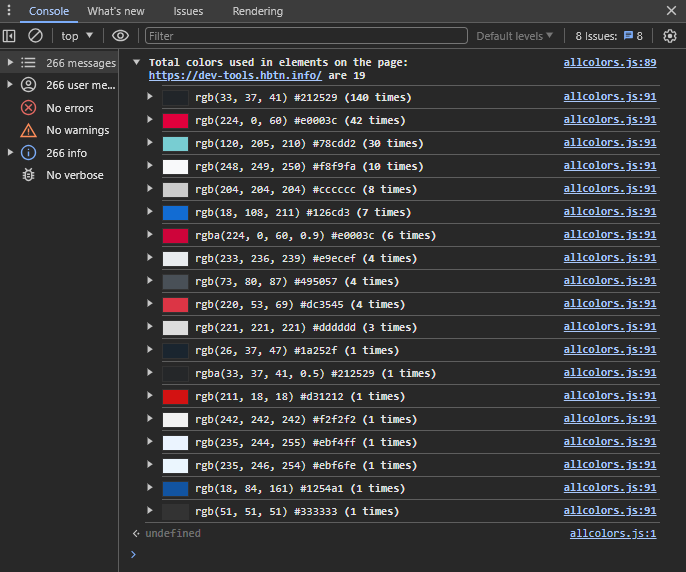 Console What's new Issues Rendering
top Filter Default levels 8 Issues: 8
266 messages
266 user me...
No errors
No warnings
266 info
No verbose
Total colors used in elements on the page: allcolors.js:89
https://dev-tools.hbtn.info/ are 19
rgb(33, 37, 41) #212529 (140 times) allcolors.js:91
rgb(224, 0, 60) #e0003c (42 times) allcolors.js:91
rgb(120, 205, 210) #78cdd2 (30 times) allcolors.js:91
rgb(248, 249, 250) #f8f9fa (10 times) allcolors.js:91
rgb(204, 204, 204) #cccccc (8 times) allcolors.js:91
rgb(18, 108, 211) #126cd3 (7 times) allcolors.js:91
rgba(224, 0, 60, 0.9) #e0003c (6 times) allcolors.js:91
rgb(233, 236, 239) #e9ecef (4 times) allcolors.js:91
rgb(73, 80, 87) #495057 (4 times) allcolors.js:91
rgb(220, 53, 69) #dc3545 (4 times) allcolors.js:91
rgb(221, 221, 221) #dddddd (3 times) allcolors.js:91
rgb(26, 37, 47) #1a252f (1 times) allcolors.js:91
rgba(33, 37, 41, 0.5) #212529 (1 times) allcolors.js:91
rgb(211, 18, 18) #d31212 (1 times) allcolors.js:91
rgb(242, 242, 242) #f2f2f2 (1 times) allcolors.js:91
rgb(235, 244, 255) #ebf4ff (1 times) allcolors.js:91
rgb(235, 246, 254) #ebf6fe (1 times) allcolors.js:91
rgb(18, 84, 161) #1254a1 (1 times) allcolors.js:91
rgb(51, 51, 51) #333333 (1 times) allcolors.js:91
undefined allcolors.js:1